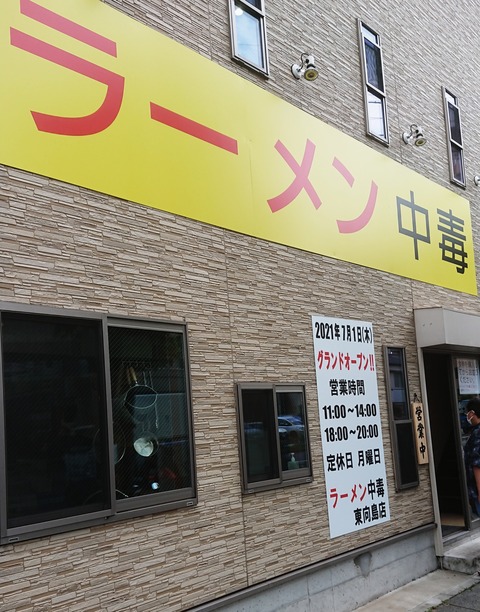 ラーメン 中毒
2021年7月1日(木)
グランドオープン!!
営業時間
11:00～14:00
18:00～20:00
定休日 月曜日
ラーメン中毒
東向島店
営業中